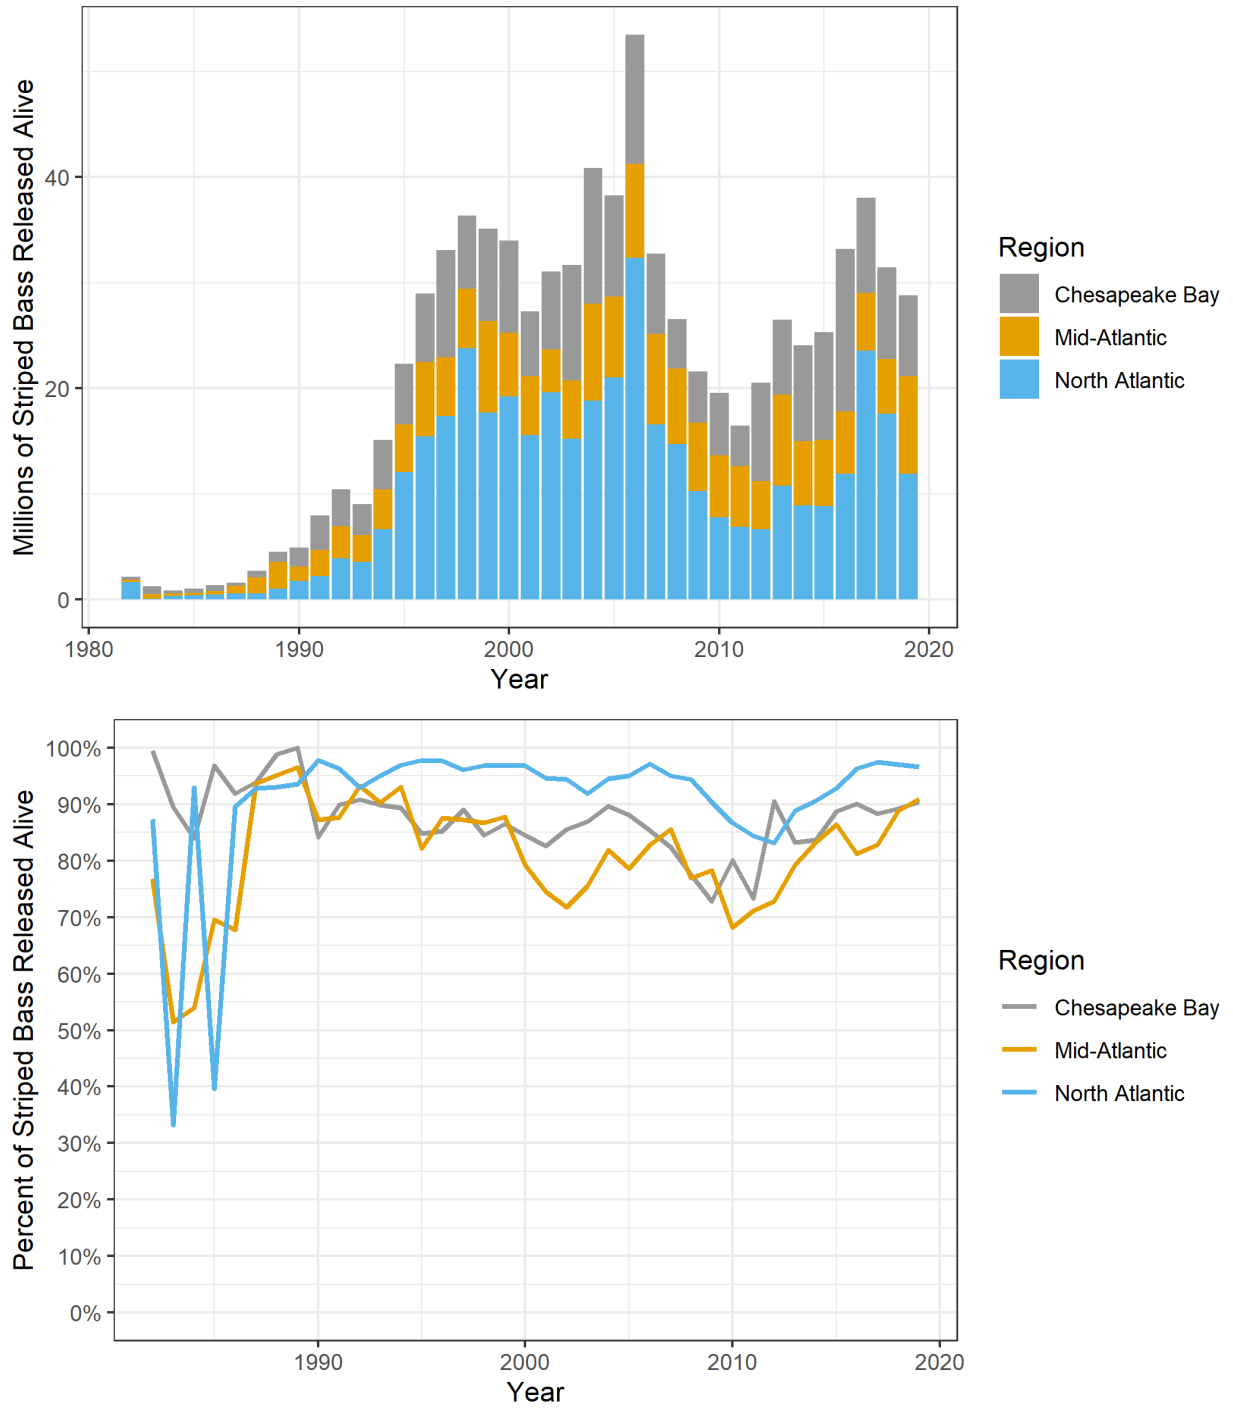 Millions of Striped Bass Released Alive
40
20
0
1980 1990 2000 2010 2020
Year
Region
Chesapeake Bay
Mid-Atlantic
North Atlantic
Percent of Striped Bass Released Alive
100%
90%
80%
70%
60%
50%
40%
30%
20%
10%
0%
1990 2000 2010 2020
Year
Region
Chesapeake Bay
Mid-Atlantic
North Atlantic